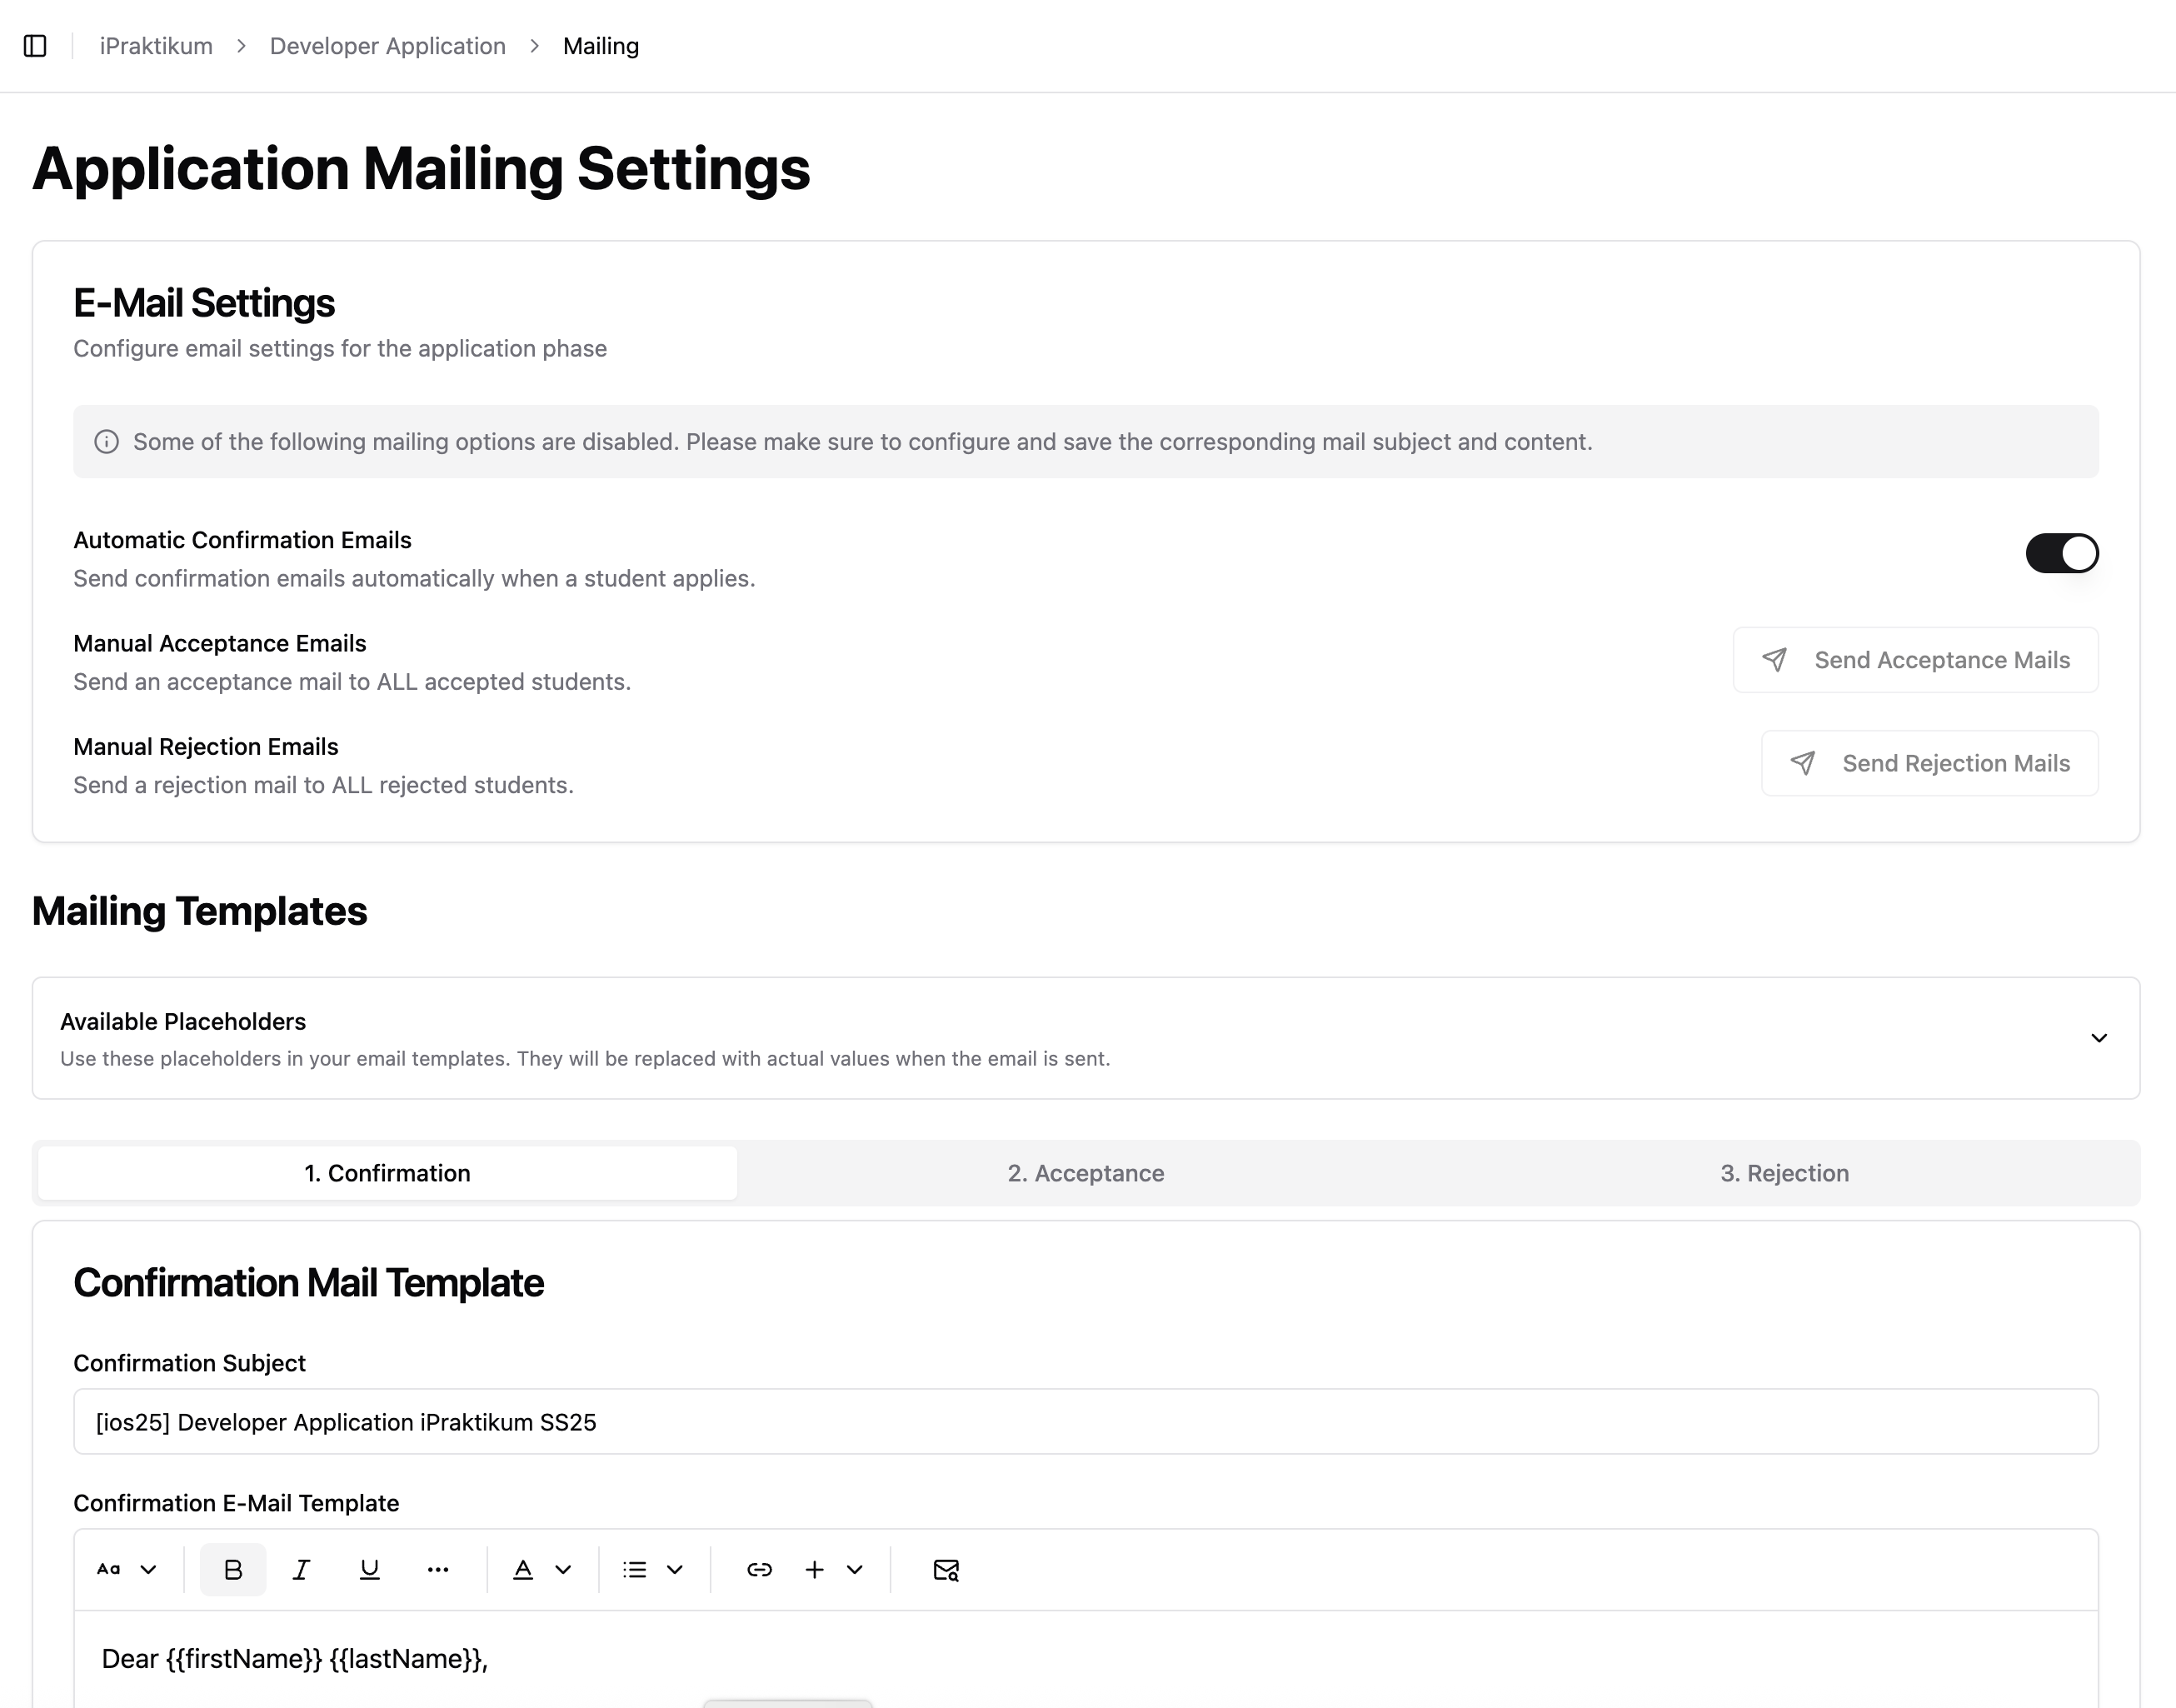 iPraktikum > Developer Application > Mailing
Application Mailing Settings
E-Mail Settings
Configure email settings for the application phase
Some of the following mailing options are disabled. Please make sure to configure and save the corresponding mail subject and content.
Automatic Confirmation Emails
Send confirmation emails automatically when a student applies.
Manual Acceptance Emails
Send an acceptance mail to ALL accepted students.
Send Acceptance Mails
Manual Rejection Emails
Send a rejection mail to ALL rejected students.
Send Rejection Mails
Mailing Templates
Available Placeholders
Use these placeholders in your email templates. They will be replaced with actual values when the email is sent.
1. Confirmation
2. Acceptance
3. Rejection
Confirmation Mail Template
Confirmation Subject
[ios25] Developer Application iPraktikum SS25
Confirmation E-Mail Template
Aa B I U ... A
Dear {{firstName}} {{lastName}},